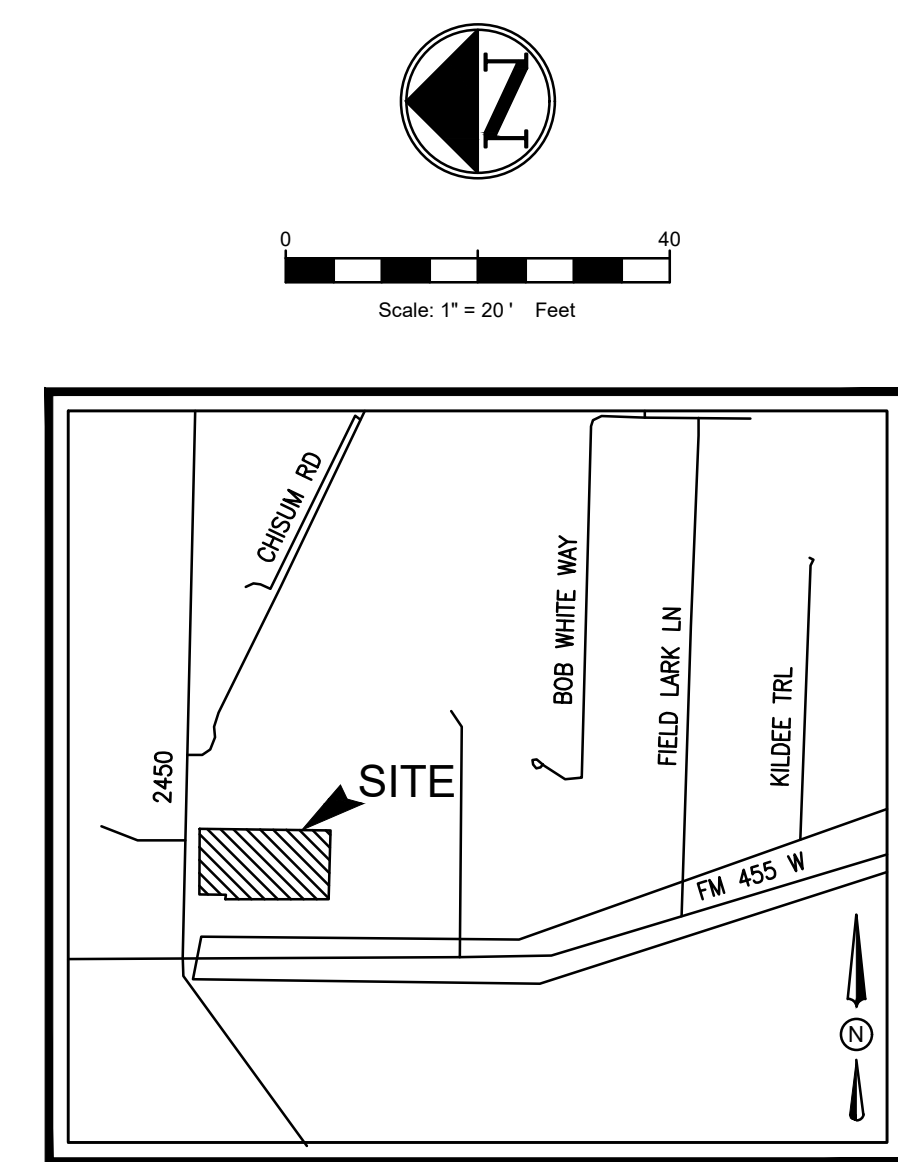 N
0 40
Scale: 1" = 20 ' Feet
CHISUM RD
BOB WHITE WAY
FIELD LARK LN
KILDEE TRL
2450
SITE
FM 455 W
N